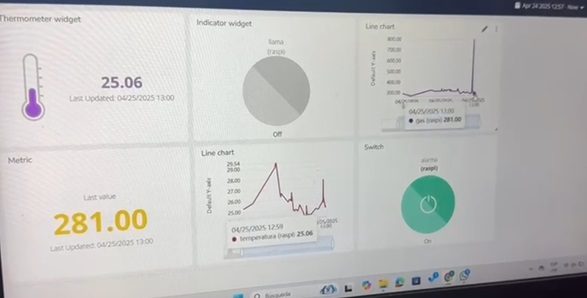 Apr 24 2025 12:57 - Now
Thermometer widget
25.06
Last Updated: 04/25/2025 13:00
Indicator widget
llama
(raspi)
Off
Line chart
Default Y-axis
800.00
700.00
600.00
500.00
400.00
300.00
04/25/2025 13:00
gas (raspi) 281.00
Metric
Last value
281.00
Last Updated: 04/25/2025 13:00
Line chart
Default Y-axis
29.54
29.00
28.00
27.00
26.00
25.00
04/25/2025 12:59
temperatura (raspi) 25.06
Switch
alarma
(raspi)
On
Búsqueda